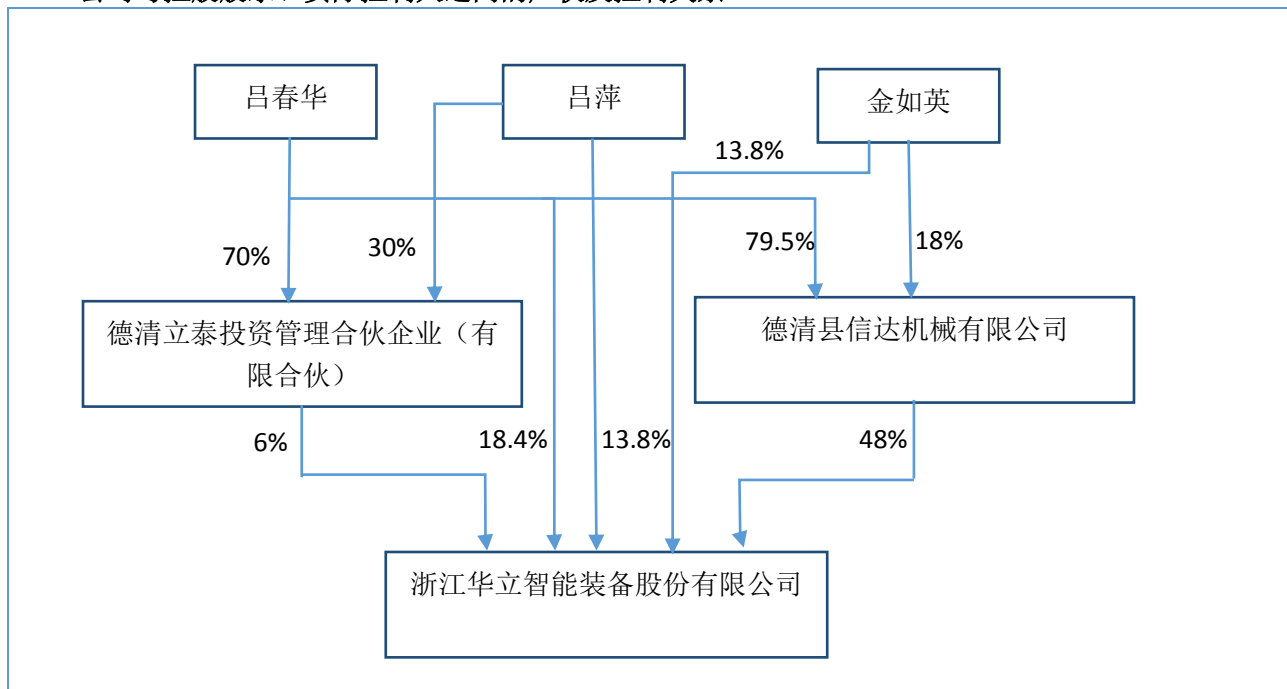 吕春华
吕萍
金如英
13.8%
70%
30%
79.5%
18%
德清立泰投资管理合伙企业（有
限合伙）
德清县信达机械有限公司
6%
18.4%
13.8%
48%
浙江华立智能装备股份有限公司